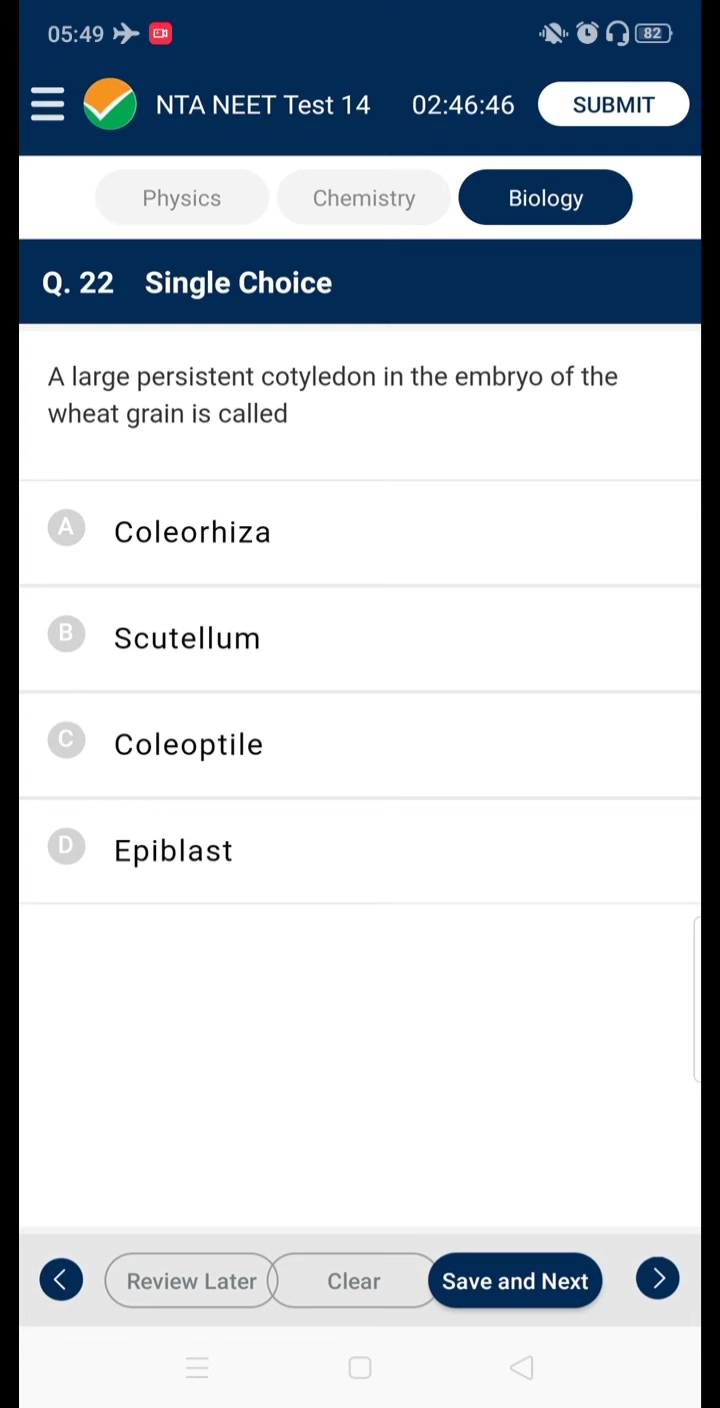 05:49 82
NTA NEET Test 14 02:46:46 SUBMIT
Physics Chemistry Biology
Q. 22 Single Choice
A large persistent cotyledon in the embryo of the
wheat grain is called
A Coleorhiza
B Scutellum
C Coleoptile
D Epiblast
Review Later Clear Save and Next